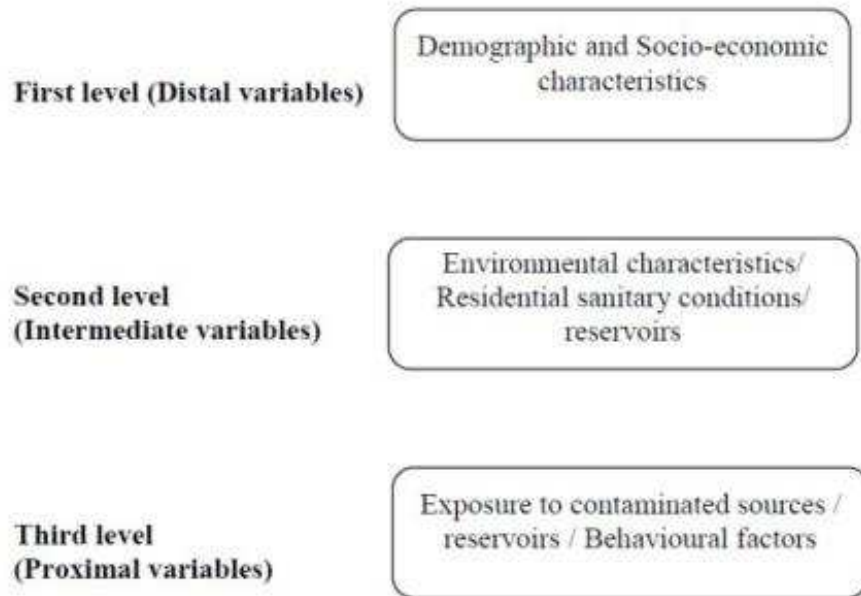 Demographic and Socio-economic
characteristics
First level (Distal variables)
Environmental characteristics/
Residential sanitary conditions/
reservoirs
Second level
(Intermediate variables)
Exposure to contaminated sources /
reservoirs / Behavioural factors
Third level
(Proximal variables)